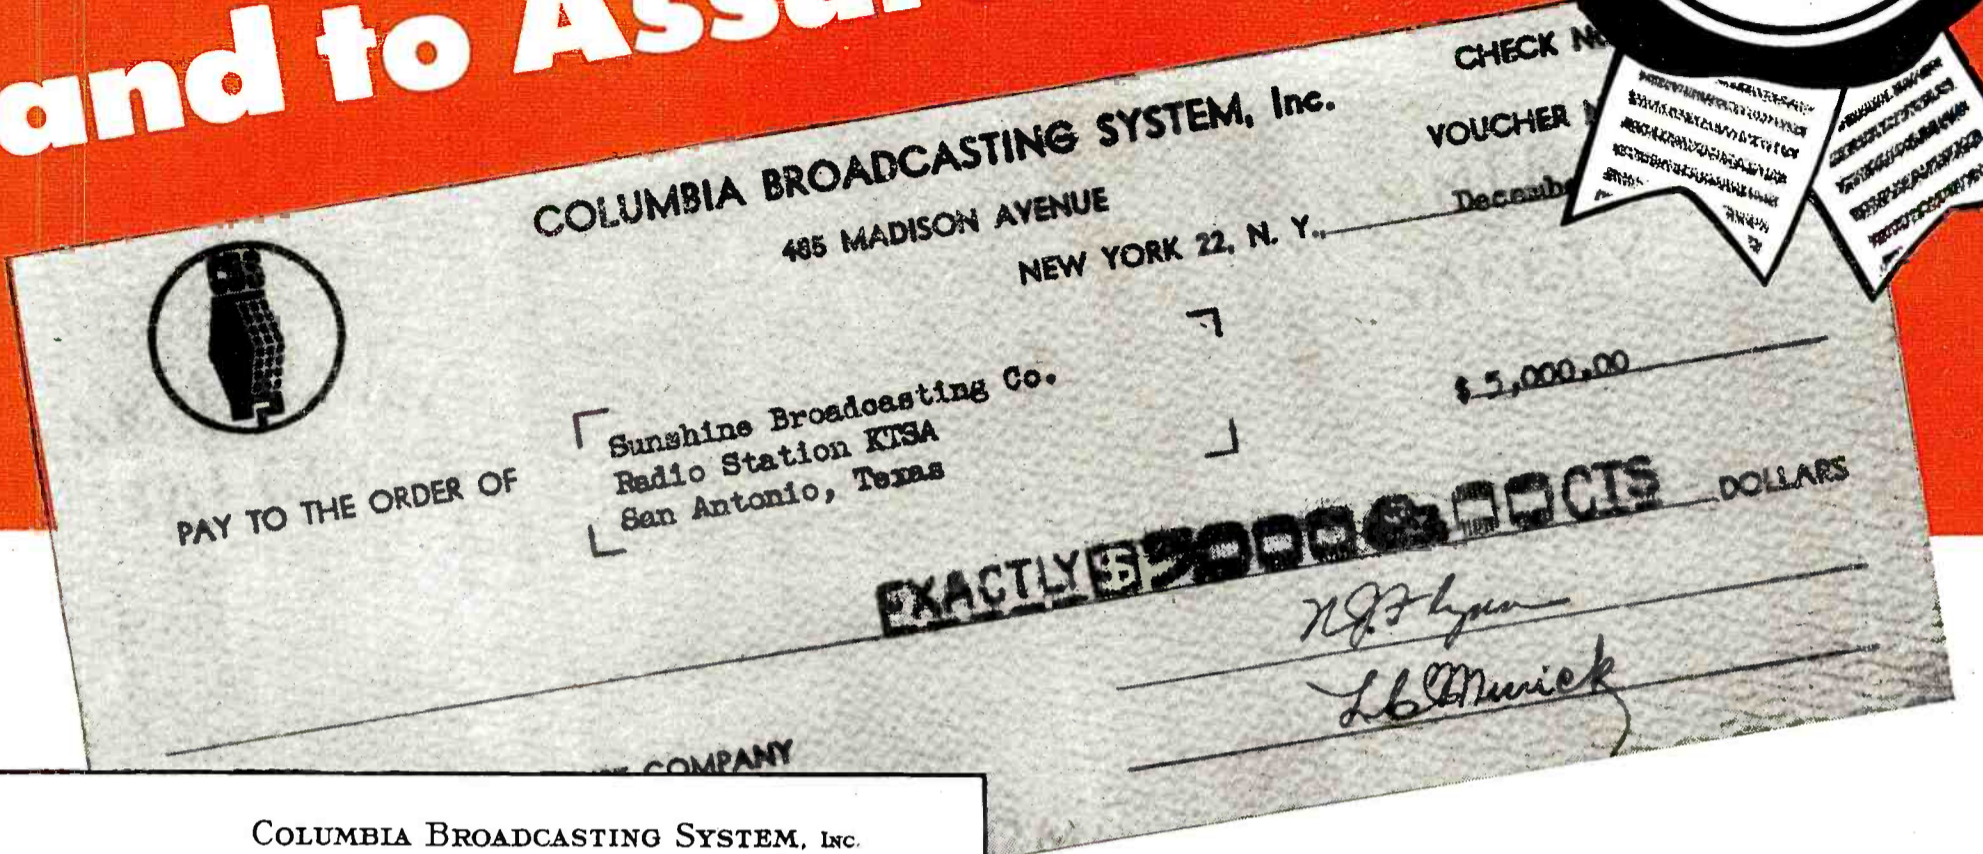 and to
COLUMBIA BROADCASTING SYSTEM, Inc.
485 MADISON AVENUE
NEW YORK 22, N. Y.,
CHECK
VOUCHER
PAY TO THE ORDER OF
Sunshine Broadcasting Co.
Radio Station KTSA
San Antonio, Texas
$ 5,000.00
EXACTLY $5000 & 00 CTS DOLLARS
COMPANY
COLUMBIA BROADCASTING SYSTEM, INC.